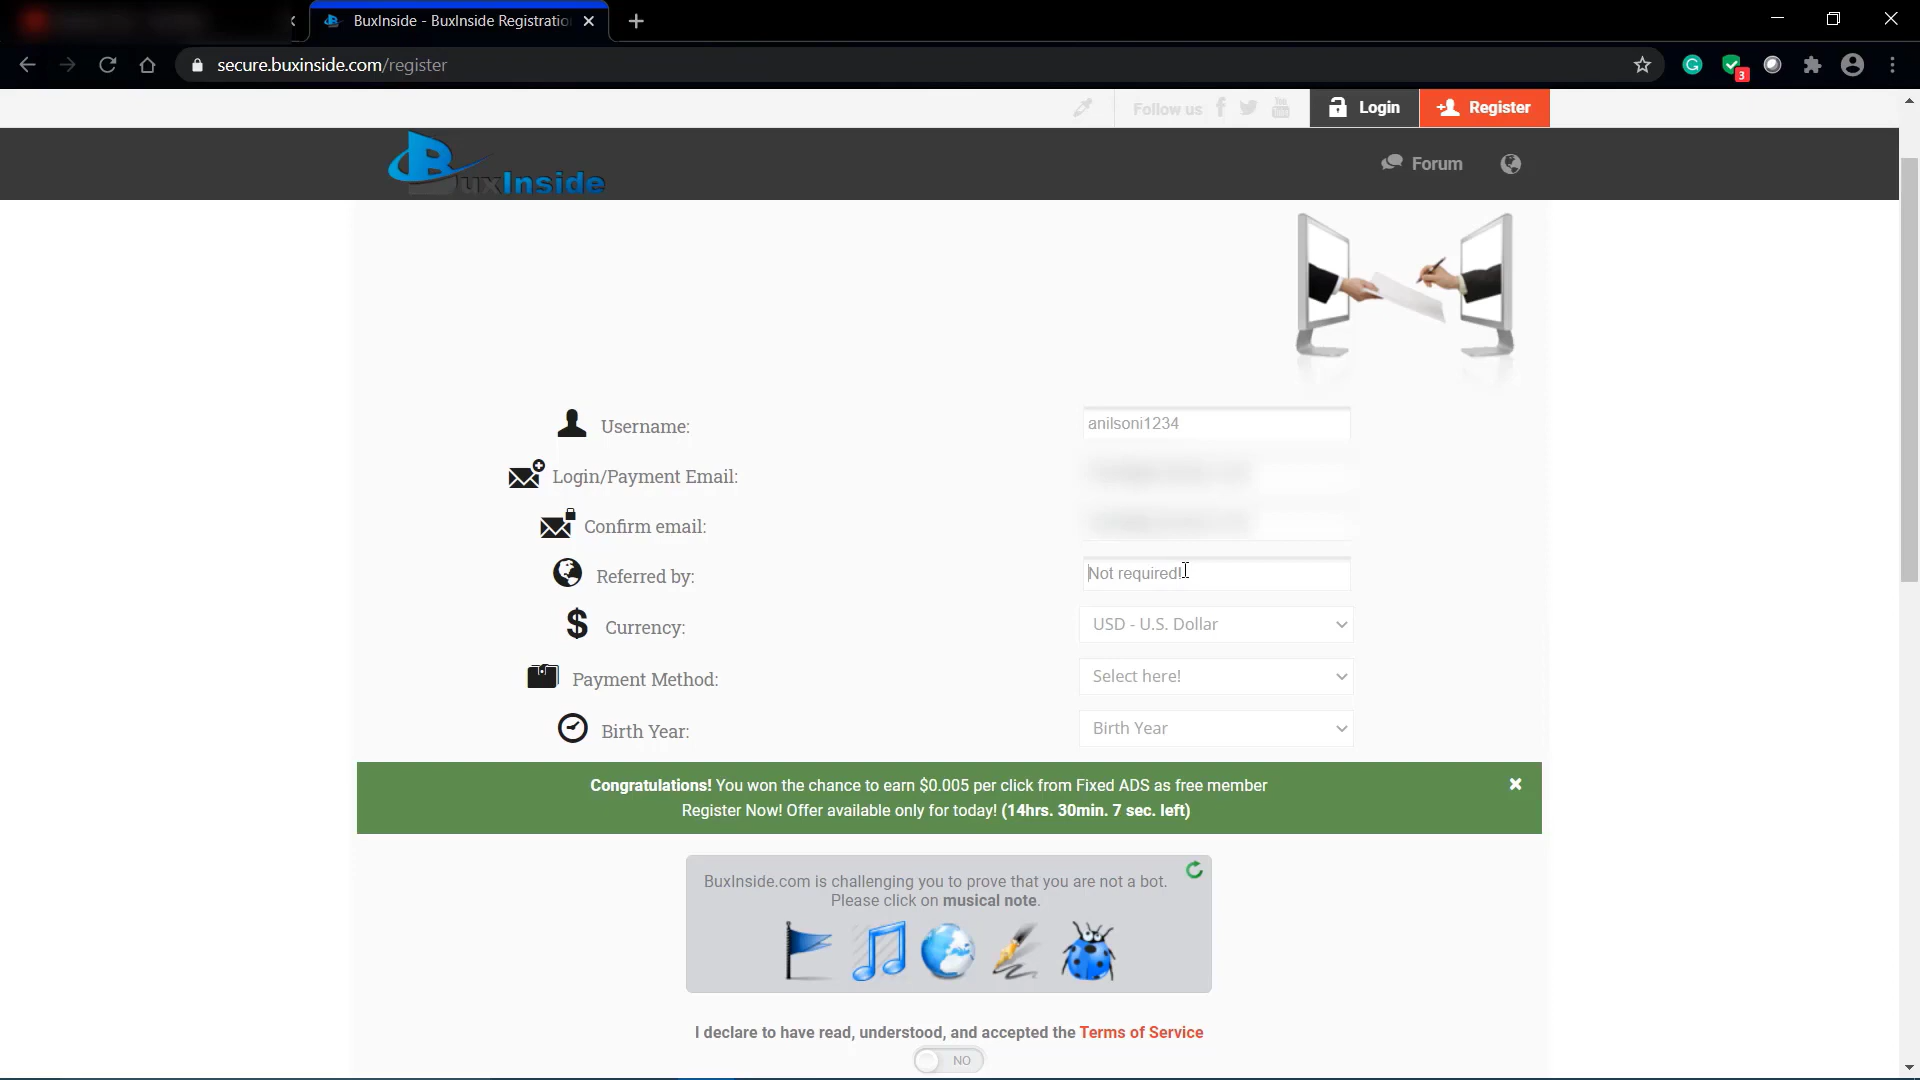 BuxInside - BuxInside Registratio
secure.buxinside.com/register
3
Follow us
You
Login
Register
BuxInside
Forum
Username:
anilsoni1234
Login/Payment Email:
Confirm email:
Referred by:
Not required!
Currency:
USD - U.S. Dollar
Payment Method:
Select here!
Birth Year:
Birth Year
Congratulations! You won the chance to earn $0.005 per click from Fixed ADS as free member
Register Now! Offer available only for today! (14hrs. 30min. 7 sec. left)
BuxInside.com is challenging you to prove that you are not a bot.
Please click on musical note.
I declare to have read, understood, and accepted the Terms of Service
NO